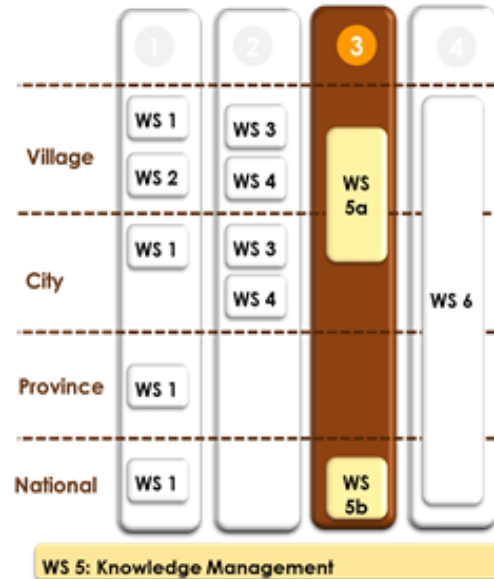 1
2
3
4
Village
WS 1
WS 3
WS 2
WS 4
WS
5a
City
WS 1
WS 3
WS 4
WS 6
Province
WS 1
National
WS 1
WS
5b
WS 5: Knowledge Management